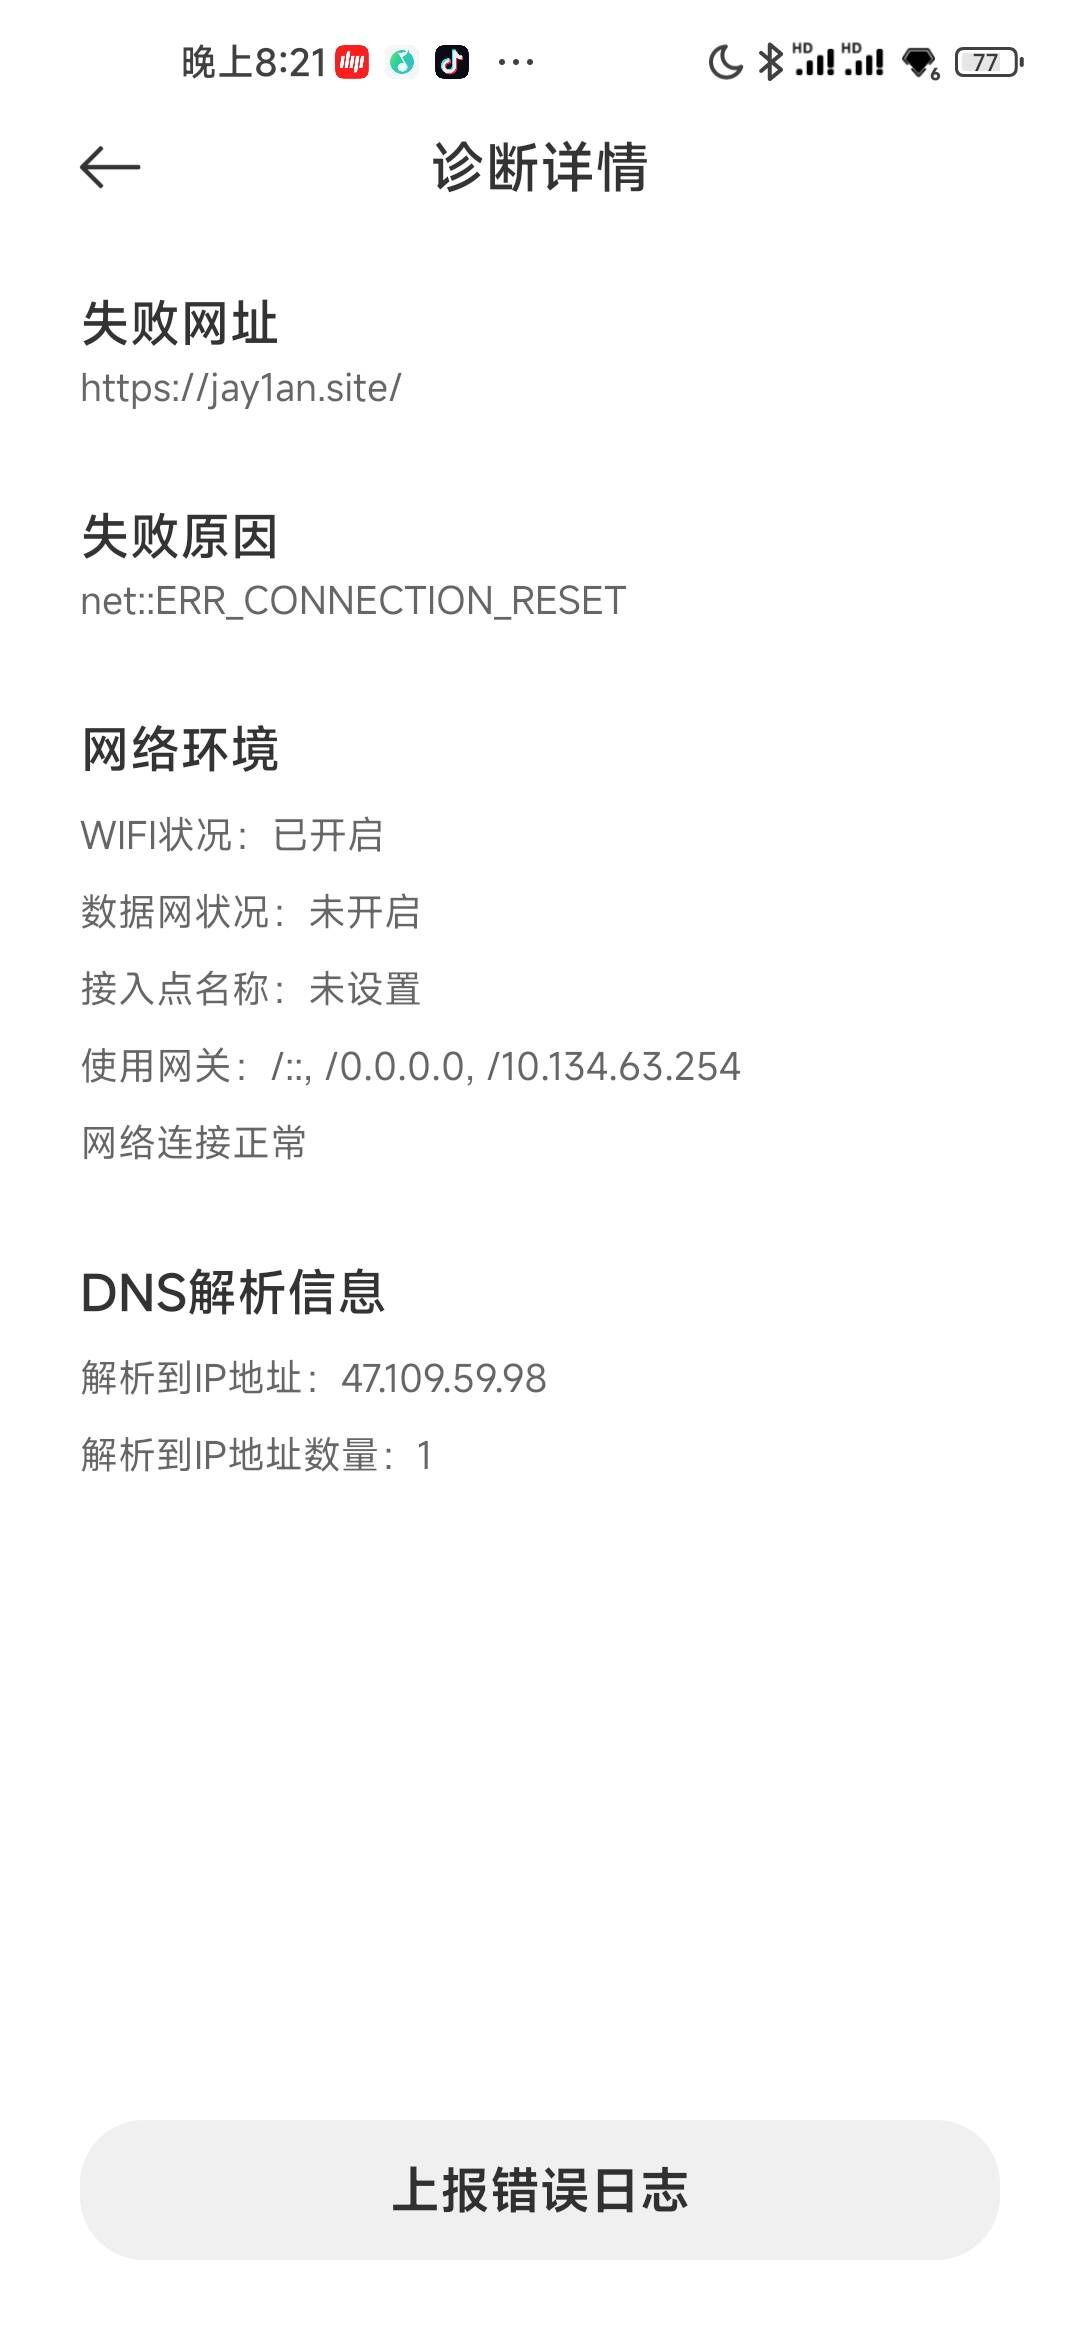 晚上8:21
HD HD 6 77
诊断详情
失败网址
https://jay1an.site/
失败原因
net::ERR_CONNECTION_RESET
网络环境
WIFI状况：已开启
数据网状况：未开启
接入点名称：未设置
使用网关：/::, /0.0.0.0, /10.134.63.254
网络连接正常
DNS解析信息
解析到IP地址：47.109.59.98
解析到IP地址数量：1
上报错误日志